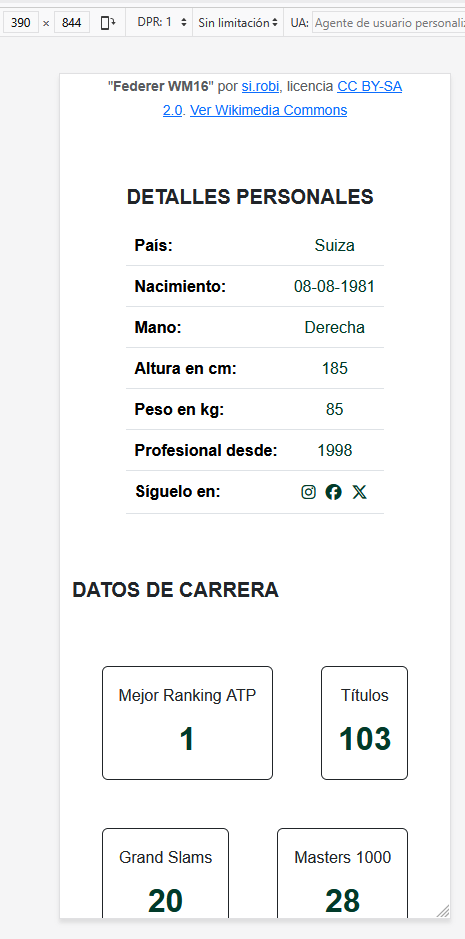 390 × 844 DPR: 1 Sin limitación UA: Agente de usuario personaliz
"Federer WM16" por si.robi, licencia CC BY-SA
2.0. Ver Wikimedia Commons
DETALLES PERSONALES
País: Suiza
Nacimiento: 08-08-1981
Mano: Derecha
Altura en cm: 185
Peso en kg: 85
Profesional desde: 1998
Síguelo en:
DATOS DE CARRERA
Mejor Ranking ATP Títulos
1 103
Grand Slams Masters 1000
20 28